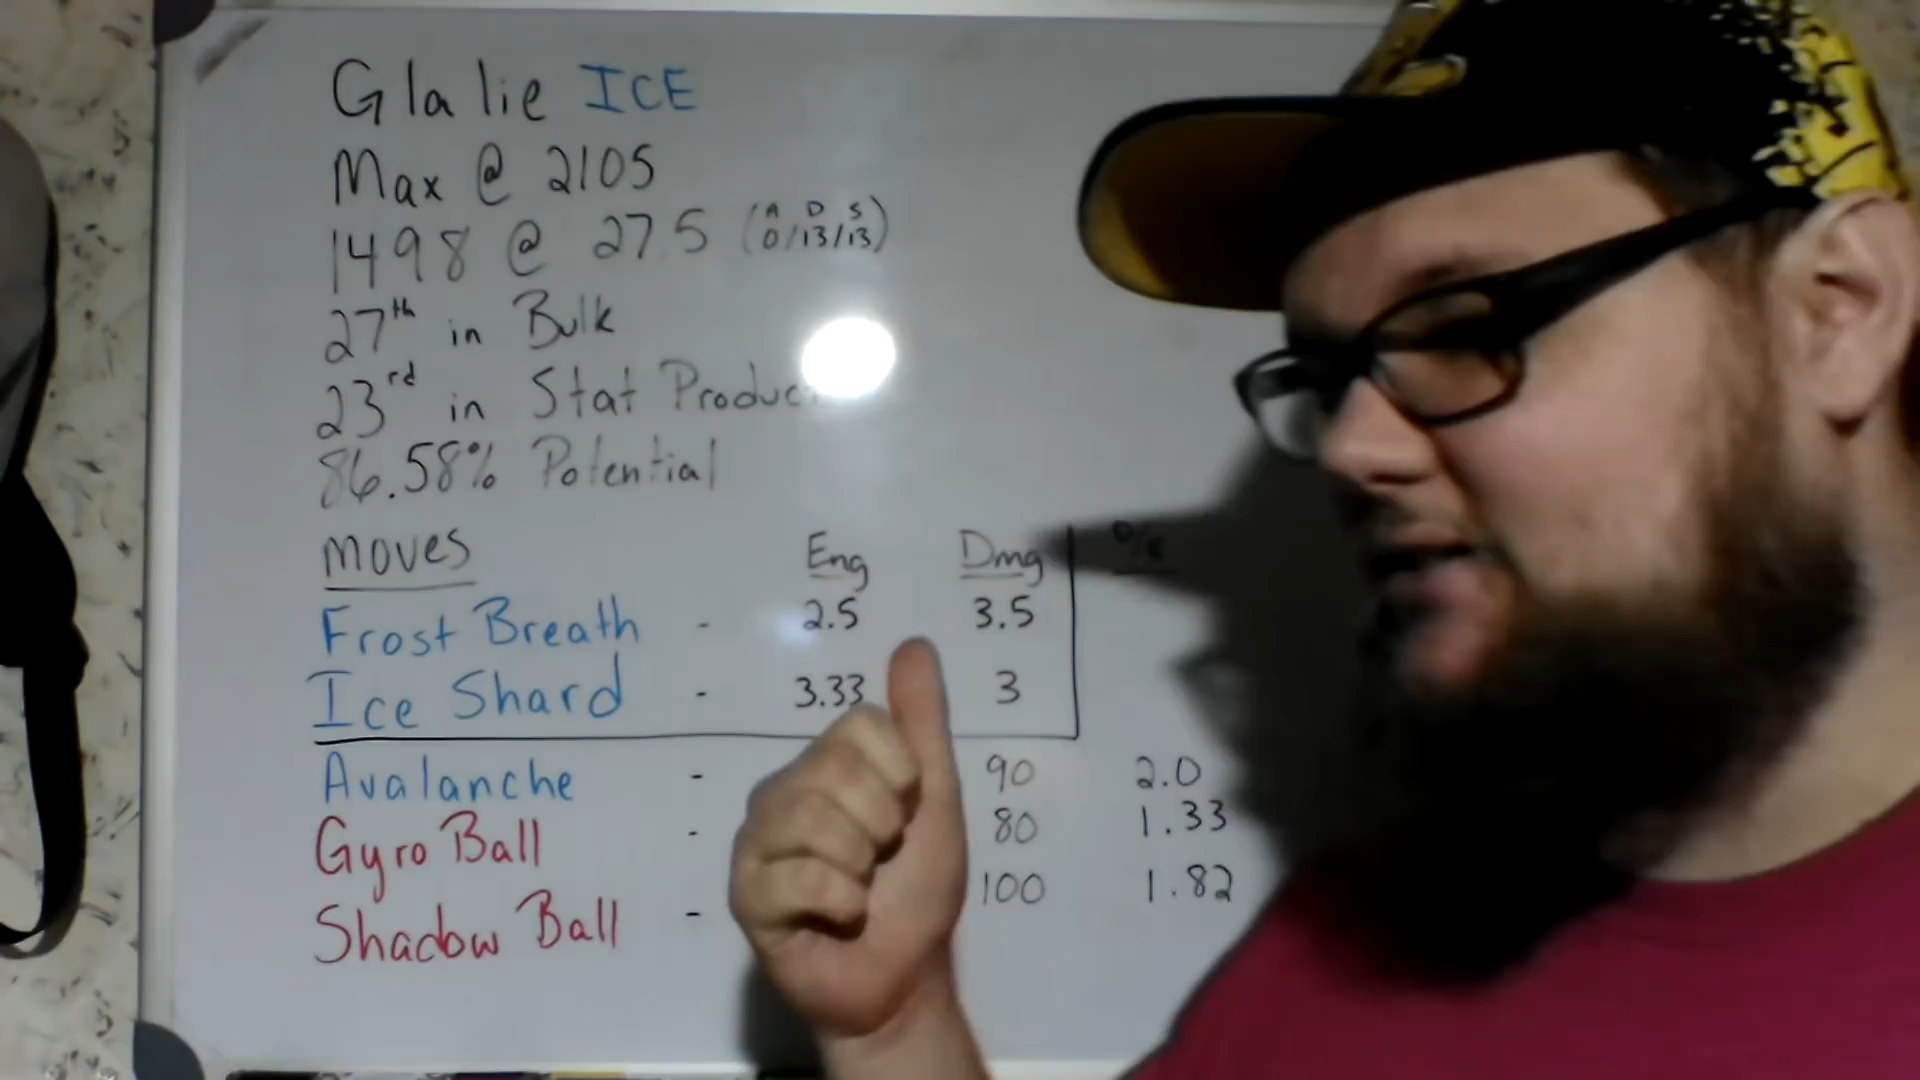 Glalie ICE
Max @ 2105
1498 @ 27.5 (A 0/D 13/S 13)
27th in Bulk
23rd in Stat Produc
86.58% Potential
Moves Eng Dmg D/E
Frost Breath - 2.5 3.5
Ice Shard - 3.33 3
Avalanche - 90 2.0
Gyro Ball - 80 1.33
Shadow Ball - 100 1.82